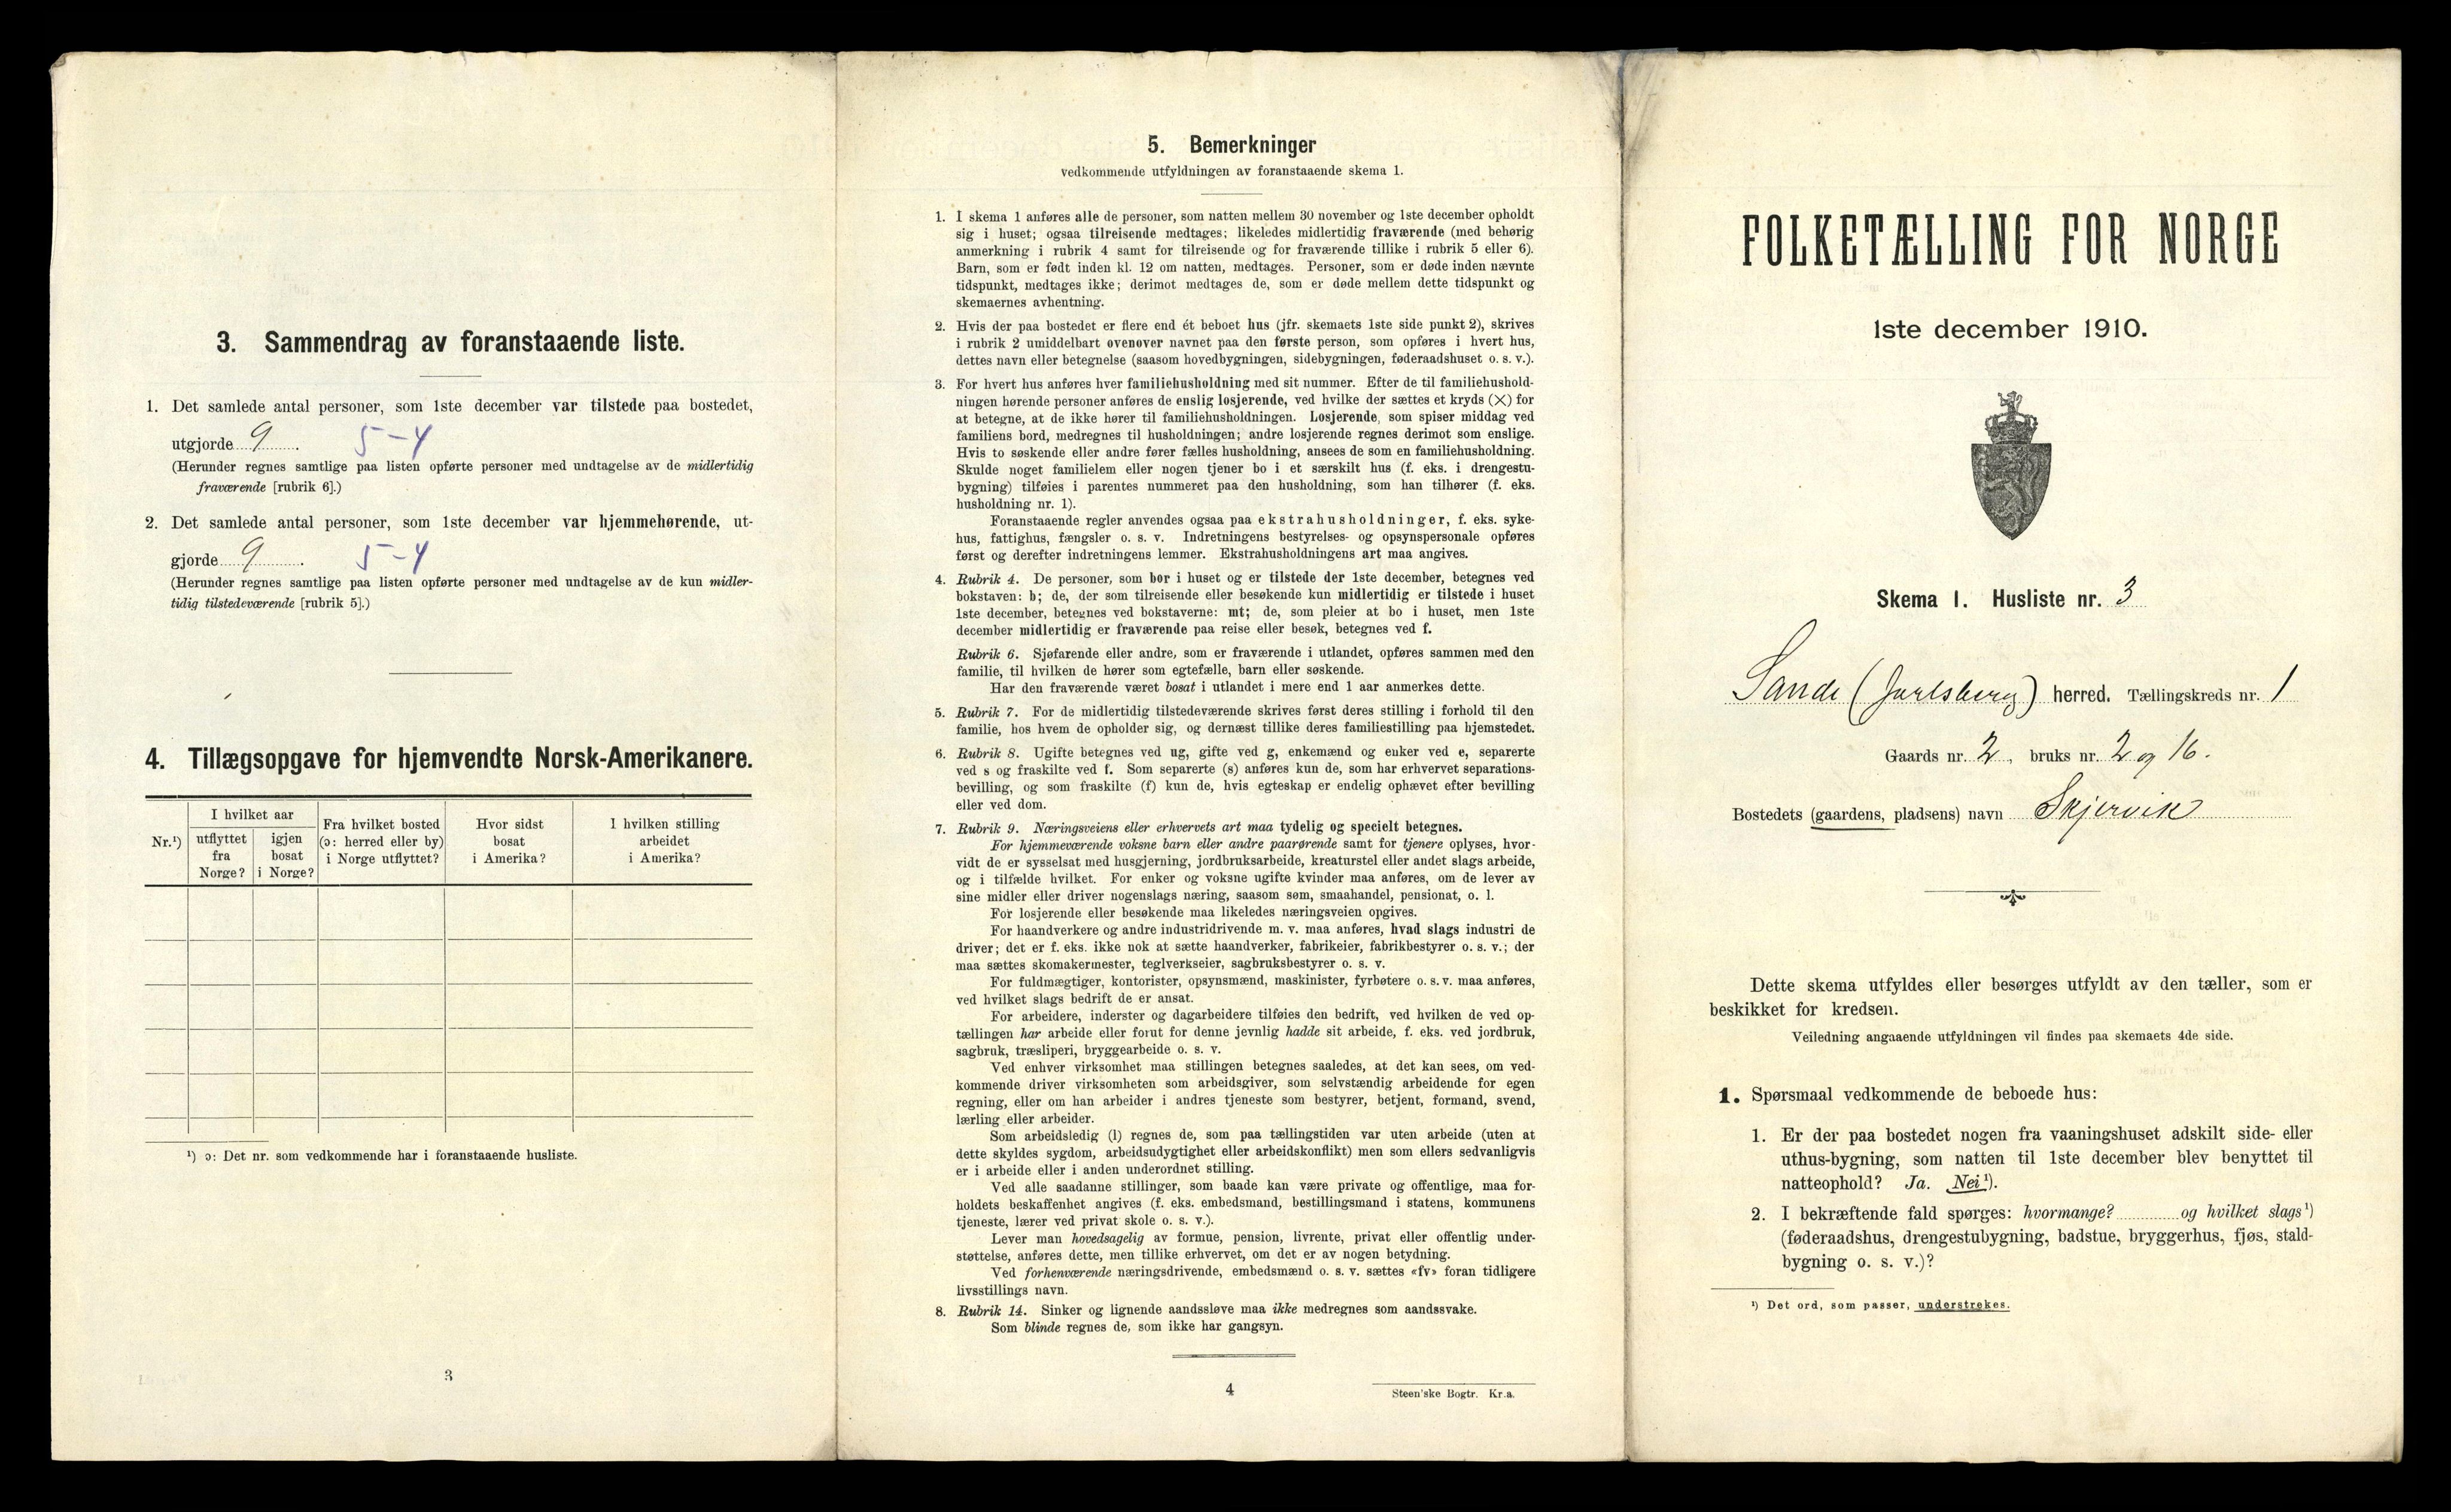 3. Sammendrag av foranstaaende liste.
1. Det samlede antal personer, som 1ste december var tilstede paa bostedet,
utgjorde 9. 5-4
(Herunder regnes samtlige paa listen opførte personer med undtagelse av de midlertidig
fraværende [rubrik 6].)
2. Det samlede antal personer, som 1ste december var hjemmehørende, ut-
gjorde 9. 5-4
(Herunder regnes samtlige paa listen opførte personer med undtagelse av de kun midler-
tidig tilstedeværende [rubrik 5].)
4. Tillægsopgave for hjemvendte Norsk-Amerikanere.
Nr.¹)
I hvilket aar
utflyttet
fra
Norge?
igjen
bosat
i Norge?
Fra hvilket bosted
(ɔ: herred eller by)
i Norge utflyttet?
Hvor sidst
bosat
i Amerika?
I hvilken stilling
arbeidet
i Amerika?
¹) ɔ: Det nr. som vedkommende har i foranstaaende husliste.
3
5. Bemerkninger
vedkommende utfyldningen av foranstaaende skema 1.
1. I skema 1 anføres alle de personer, som natten mellem 30 november og 1ste december opholdt
sig i huset; ogsaa tilreisende medtages; likeledes midlertidig fraværende (med behørig
anmerkning i rubrik 4 samt for tilreisende og for fraværende tillike i rubrik 5 eller 6).
Barn, som er født inden kl. 12 om natten, medtages. Personer, som er døde inden nævnte
tidspunkt, medtages ikke; derimot medtages de, som er døde mellem dette tidspunkt og
skemaernes avhentning.
2. Hvis der paa bostedet er flere end ét beboet hus (jfr. skemaets 1ste side punkt 2), skrives
i rubrik 2 umiddelbart ovenover navnet paa den første person, som opføres i hvert hus,
dettes navn eller betegnelse (saasom hovedbygningen, sidebygningen, føderaadshuset o. s. v.).
3. For hvert hus anføres hver familiehusholdning med sit nummer. Efter de til familiehushold-
ningen hørende personer anføres de enslig losjerende, ved hvilke der sættes et kryds (×) for
at betegne, at de ikke hører til familiehusholdningen. Losjerende, som spiser middag ved
familiens bord, medregnes til husholdningen; andre losjerende regnes derimot som enslige.
Hvis to søskende eller andre fører fælles husholdning, ansees de som en familiehusholdning.
Skulde noget familielem eller nogen tjener bo i et særskilt hus (f. eks. i drengestu-
bygning) tilføies i parentes nummeret paa den husholdning, som han tilhører (f. eks.
husholdning nr. 1).
Foranstaaende regler anvendes ogsaa paa ekstrahusholdninger, f. eks. syke-
hus, fattighus, fængsler o. s. v. Indretningens bestyrelses- og opsynspersonale opføres
først og derefter indretningens lemmer. Ekstrahusholdningens art maa angives.
4. Rubrik 4. De personer, som bor i huset og er tilstede der 1ste december, betegnes ved
bokstaven: b; de, der som tilreisende eller besøkende kun midlertidig er tilstede i huset
1ste december, betegnes ved bokstaverne: mt; de, som pleier at bo i huset, men 1ste
december midlertidig er fraværende paa reise eller besøk, betegnes ved f.
Rubrik 6. Sjøfarende eller andre, som er fraværende i utlandet, opføres sammen med den
familie, til hvilken de hører som egtefælle, barn eller søskende.
Har den fraværende været bosat i utlandet i mere end 1 aar anmerkes dette.
5. Rubrik 7. For de midlertidig tilstedeværende skrives først deres stilling i forhold til den
familie, hos hvem de opholder sig, og dernæst tillike deres familiestilling paa hjemstedet.
6. Rubrik 8. Ugifte betegnes ved ug, gifte ved g, enkemænd og enker ved e, separerte
ved s og fraskilte ved f. Som separerte (s) anføres kun de, som har erhvervet separations-
bevilling, og som fraskilte (f) kun de, hvis egteskap er endelig ophævet efter bevilling
eller ved dom.
7. Rubrik 9. Næringsveiens eller erhvervets art maa tydelig og specielt betegnes.
For hjemmeværende voksne barn eller andre paarørende samt for tjenere oplyses, hvor-
vidt de er sysselsat med husgjerning, jordbruksarbeide, kreaturstel eller andet slags arbeide,
og i tilfælde hvilket. For enker og voksne ugifte kvinder maa anføres, om de lever av
sine midler eller driver nogenslags næring, saasom søm, smaahandel, pensionat, o. l.
For losjerende eller besøkende maa likeledes næringsveien opgives.
For haandverkere og andre industridrivende m. v. maa anføres, hvad slags industri de
driver; det er f. eks. ikke nok at sætte haandverker, fabrikeier, fabrikbestyrer o. s. v.; der
maa sættes skomakermester, teglverkseier, sagbruksbestyrer o. s. v.
For fuldmægtiger, kontorister, opsynsmænd, maskinister, fyrbøtere o. s. v. maa anføres,
ved hvilket slags bedrift de er ansat.
For arbeidere, inderster og dagarbeidere tilføies den bedrift, ved hvilken de ved op-
tællingen har arbeide eller forut for denne jevnlig hadde sit arbeide, f. eks. ved jordbruk,
sagbruk, træsliperi, bryggearbeide o. s. v.
Ved enhver virksomhet maa stillingen betegnes saaledes, at det kan sees, om ved-
kommende driver virksomheten som arbeidsgiver, som selvstændig arbeidende for egen
regning, eller om han arbeider i andres tjeneste som bestyrer, betjent, formand, svend,
lærling eller arbeider.
Som arbeidsledig (l) regnes de, som paa tællingstiden var uten arbeide (uten at
dette skyldes sygdom, arbeidsudygtighet eller arbeidskonflikt) men som ellers sedvanligvis
er i arbeide eller i anden underordnet stilling.
Ved alle saadanne stillinger, som baade kan være private og offentlige, maa for-
holdets beskaffenhet angives (f. eks. embedsmand, bestillingsmand i statens, kommunens
tjeneste, lærer ved privat skole o. s. v.).
Lever man hovedsagelig av formue, pension, livrente, privat eller offentlig under-
støttelse, anføres dette, men tillike erhvervet, om det er av nogen betydning.
Ved forhenværende næringsdrivende, embedsmænd o. s. v. sættes «fv» foran tidligere
livsstillings navn.
8. Rubrik 14. Sinker og lignende aandssløve maa ikke medregnes som aandssvake.
Som blinde regnes de, som ikke har gangsyn.
4
Steen'ske Bogtr. Kr.a.
FOLKETÆLLING FOR NORGE
1ste december 1910.
Skema 1. Husliste nr. 3
Sande (Jarlsberg) herred. Tællingskreds nr. 1
Gaards nr. 2, bruks nr. 2 og 16.
Bostedets (gaardens, pladsens) navn Skjervik
Dette skema utfyldes eller besørges utfyldt av den tæller, som er
beskikket for kredsen.
Veiledning angaaende utfyldningen vil findes paa skemaets 4de side.
1. Spørsmaal vedkommende de beboede hus:
1. Er der paa bostedet nogen fra vaaningshuset adskilt side- eller
uthus-bygning, som natten til 1ste december blev benyttet til
natteophold? Ja. Nei¹).
2. I bekræftende fald spørges: hvormange? og hvilket slags¹)
(føderaadshus, drengestubygning, badstue, bryggerhus, fjøs, stald-
bygning o. s. v.)?
¹) Det ord, som passer, understrekes.